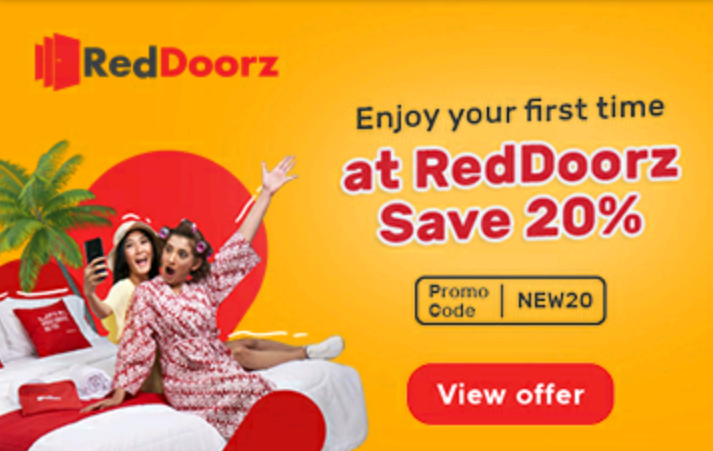 RedDoorz
Enjoy your first time
at RedDoorz
Save 20%
Promo
Code
NEW20
View offer